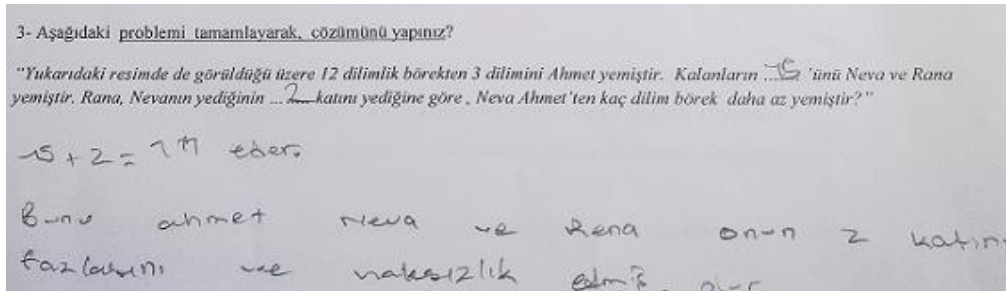 3- Aşağıdaki problemi tamamlayarak, çözümünü yapınız?
"Yukarıdaki resimde de görüldüğü üzere 12 dilimlik börekten 3 dilimini Ahmet yemiştir. Kalanların ...15 'ünü Neva ve Rana
yemiştir. Rana, Nevanın yediğinin ...2...katını yediğine göre , Neva Ahmet'ten kaç dilim börek daha az yemiştir?"
15 + 2 = 17 eder.
Bunu ahmet Neva ve Rena onun 2 katını
fazlasını ve haksızlık etmiş olur